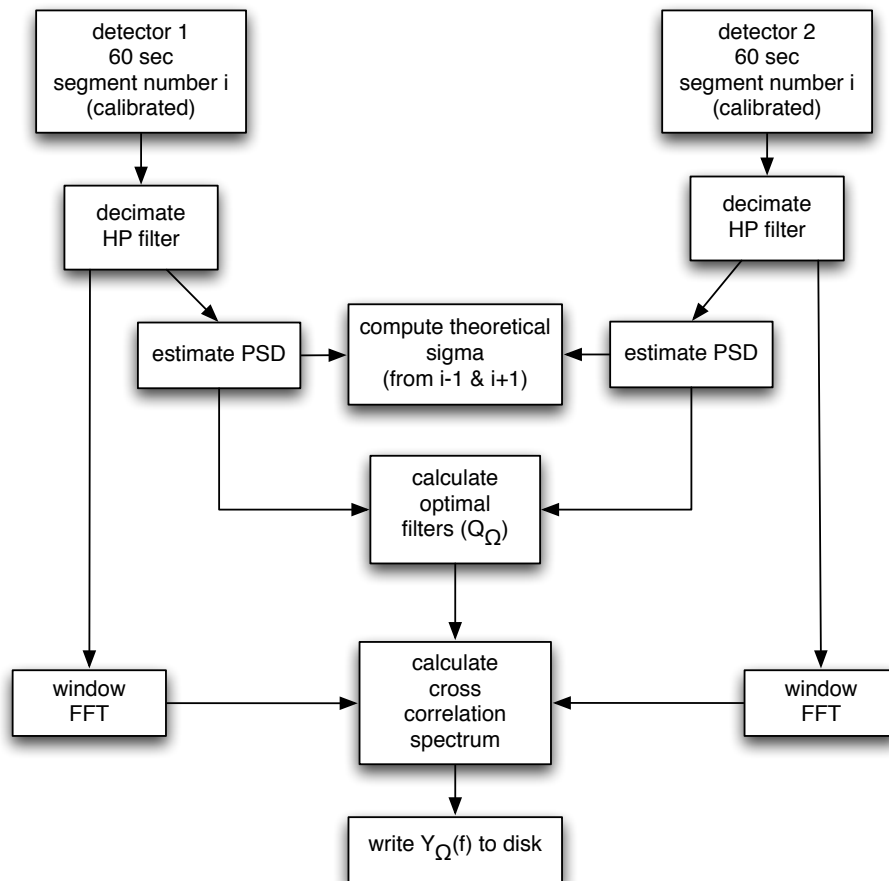 detector 1
60 sec
segment number i
(calibrated)
detector 2
60 sec
segment number i
(calibrated)
decimate
HP filter
decimate
HP filter
estimate PSD
compute theoretical
sigma
(from i-1 & i+1)
estimate PSD
calculate
optimal
filters (QΩ)
window
FFT
calculate
cross
correlation
spectrum
window
FFT
write YΩ(f) to disk